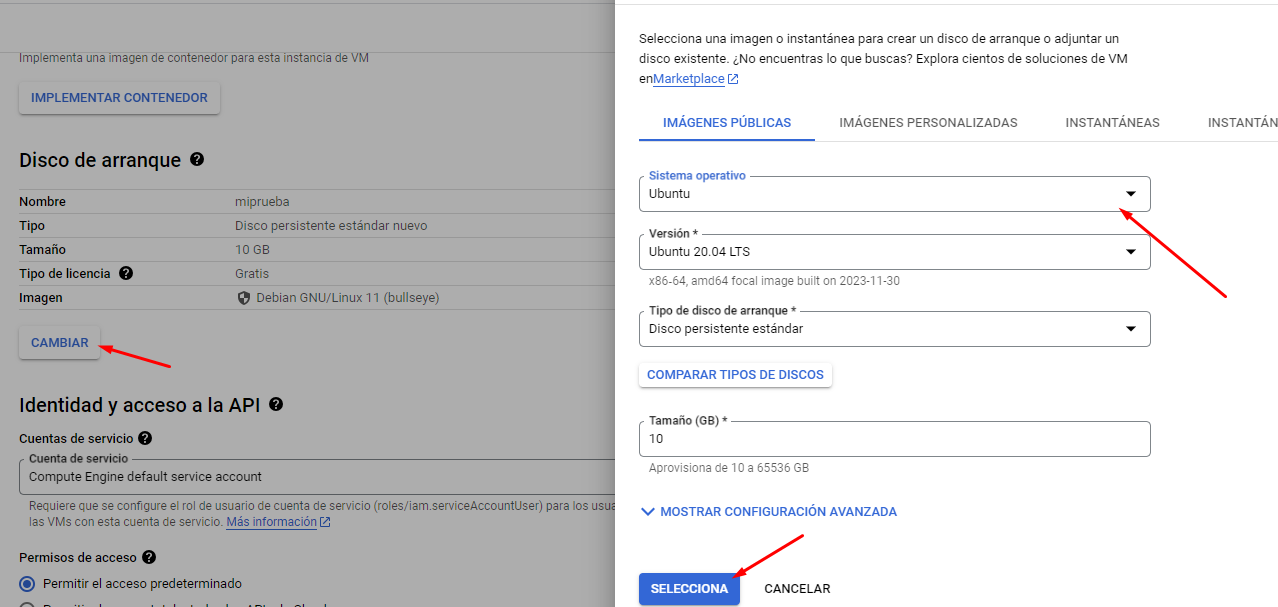 Implementa una imagen de contenedor para esta instancia de VM
IMPLEMENTAR CONTENEDOR
Disco de arranque
Nombre miprueba
Tipo Disco persistente estándar nuevo
Tamaño 10 GB
Tipo de licencia Gratis
Imagen Debian GNU/Linux 11 (bullseye)
CAMBIAR
Identidad y acceso a la API
Cuentas de servicio
Cuenta de servicio
Compute Engine default service account
Requiere que se configure el rol de usuario de cuenta de servicio (roles/iam.serviceAccountUser) para los usua
las VMs con esta cuenta de servicio. Más información
Permisos de acceso
Permitir el acceso predeterminado
Selecciona una imagen o instantánea para crear un disco de arranque o adjuntar un
disco existente. ¿No encuentras lo que buscas? Explora cientos de soluciones de VM
enMarketplace
IMÁGENES PÚBLICAS IMÁGENES PERSONALIZADAS INSTANTÁNEAS INSTANTÁN
Sistema operativo
Ubuntu
Versión *
Ubuntu 20.04 LTS
x86-64, amd64 focal image built on 2023-11-30
Tipo de disco de arranque *
Disco persistente estándar
COMPARAR TIPOS DE DISCOS
Tamaño (GB) *
10
Aprovisiona de 10 a 65536 GB
MOSTRAR CONFIGURACIÓN AVANZADA
SELECCIONA CANCELAR